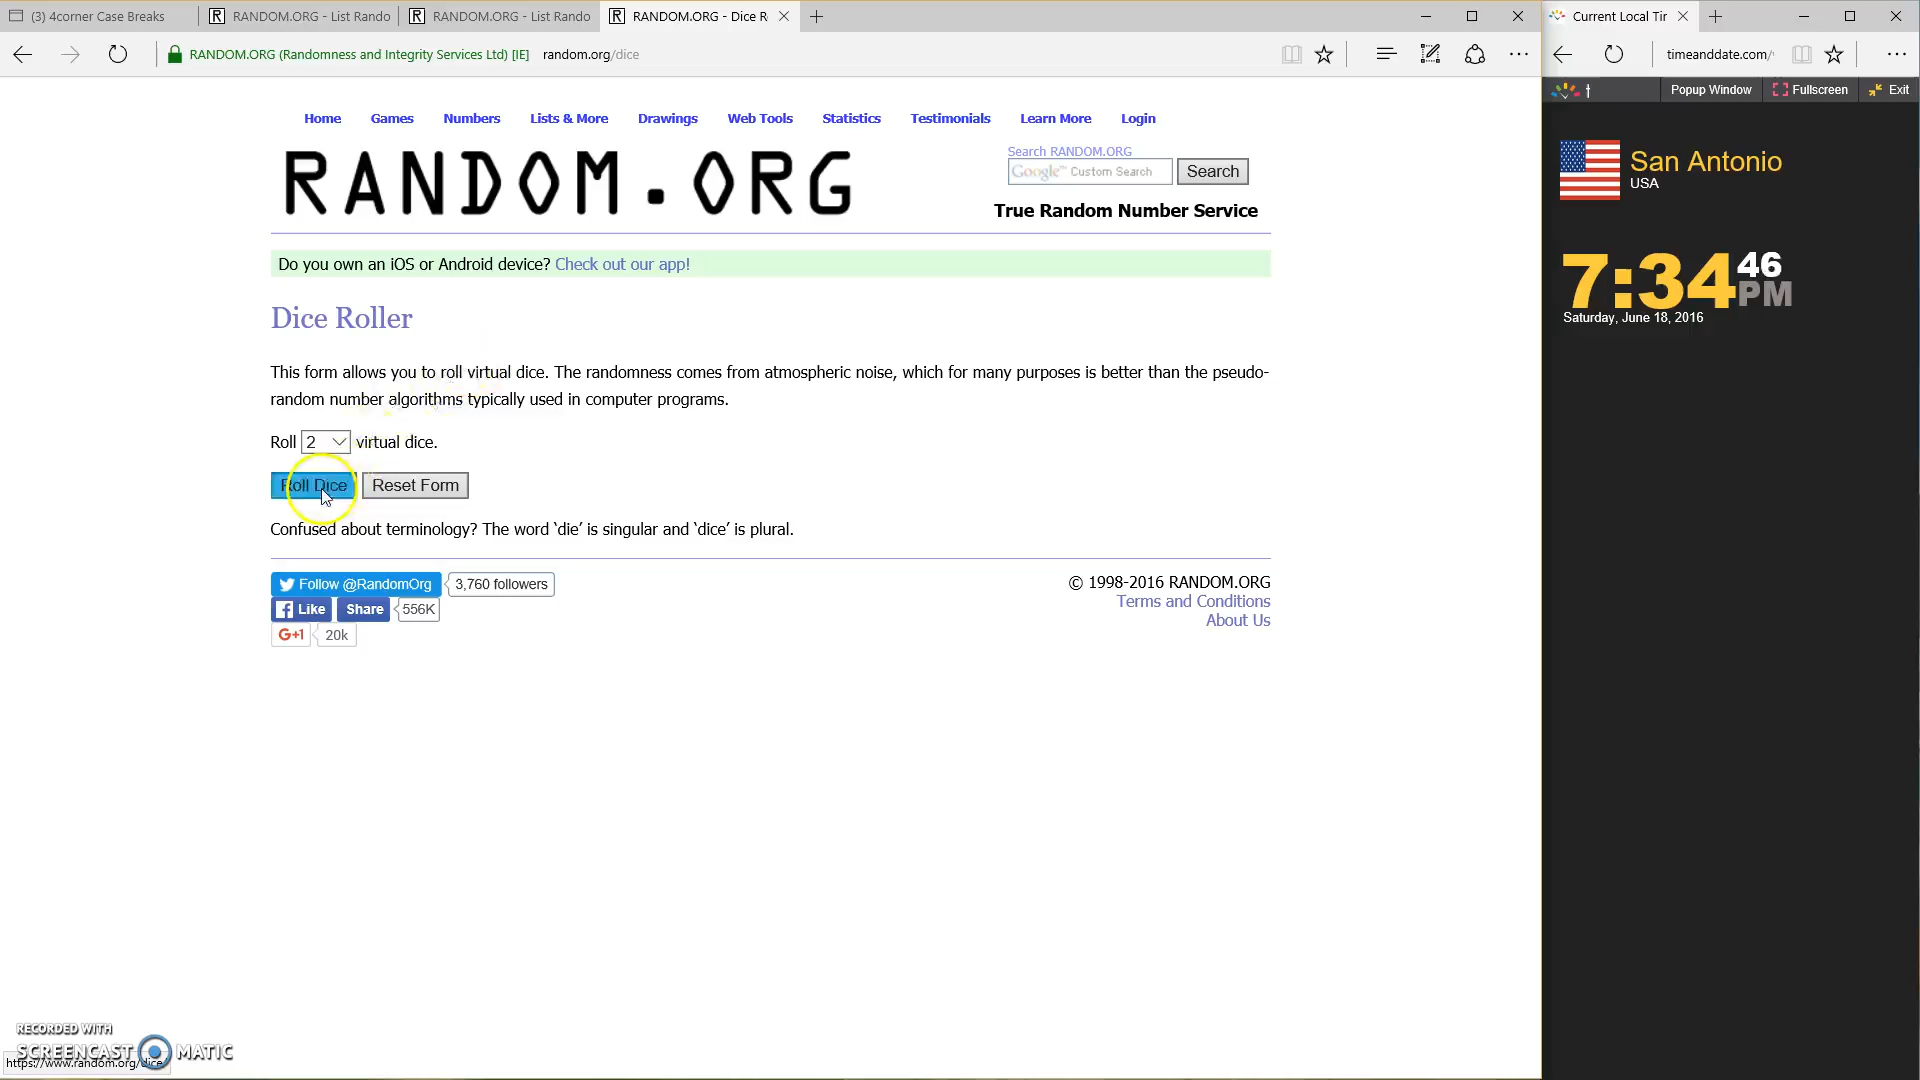 (3) 4corner Case Breaks
RANDOM.ORG - List Rando
RANDOM.ORG - List Rando
RANDOM.ORG - Dice R
Current Local Tir
RANDOM.ORG (Randomness and Integrity Services Ltd) [IE]
random.org/dice
timeanddate.com/
Popup Window
Fullscreen
Exit
Home
Games
Numbers
Lists & More
Drawings
Web Tools
Statistics
Testimonials
Learn More
Login
RANDOM.ORG
Search RANDOM.ORG
Google™ Custom Search
Search
True Random Number Service
Do you own an iOS or Android device? Check out our app!
Dice Roller
This form allows you to roll virtual dice. The randomness comes from atmospheric noise, which for many purposes is better than the pseudo-
random number algorithms typically used in computer programs.
Roll 2 virtual dice.
Roll Dice
Reset Form
Confused about terminology? The word ‘die’ is singular and ‘dice’ is plural.
Follow @RandomOrg
3,760 followers
Like
Share
556K
G+1
20k
© 1998-2016 RANDOM.ORG
Terms and Conditions
About Us
San Antonio
USA
7:34
46
PM
Saturday, June 18, 2016
RECORDED WITH
SCREENCAST MATIC
https://www.random.org/dice